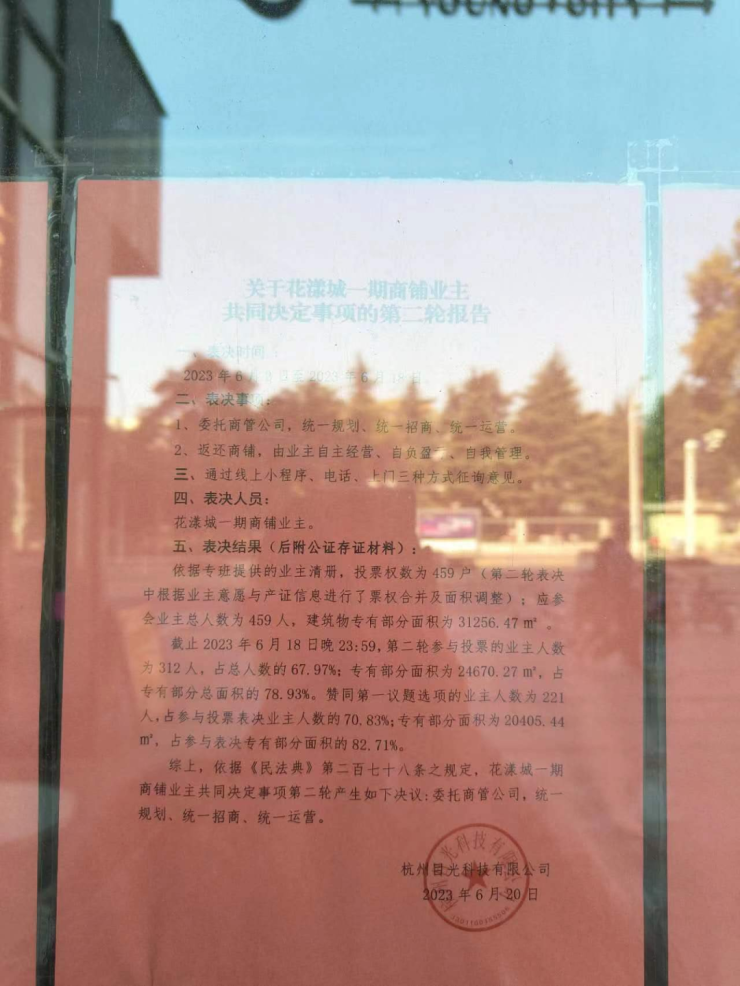 关于花漾城一期商铺业主
共同决定事项的第二轮报告
一、表决时间
2023年6月
二、表决事项:
1、委托商管公司,统一规划、统一招商、统一运营。
2、返还商铺,由业主自主经营、自负盈亏、自我管理。
三、通过线上小程序、电话、上门三种方式征询意见。
四、表决人员:
花漾城一期商铺业主。
五、表决结果(后附公证存证材料):
依据专班提供的业主清册,投票权数为459户(第二轮表决
中根据业主意愿与产证信息进行了票权合并及面积调整);应参
会业主总人数为459人,建筑物专有部分面积为31256.47㎡。
截止2023年6月18日晚23:59,第二轮参与投票的业主人数
为312人,占总人数的67.97%;专有部分面积为24670.27㎡,占
专有部分总面积的78.93%。赞同第一议题选项的业主人数为221
人,占参与投票表决业主人数的70.83%;专有部分面积为20405.44
㎡,占参与表决专有部分面积的82.71%。
综上,依据《民法典》第二百七十八条之规定,花漾城一期
商铺业主共同决定事项第二轮产生如下决议:委托商管公司,统一
规划、统一招商、统一运营。
杭州目光科技有限公司
2023年6月20日